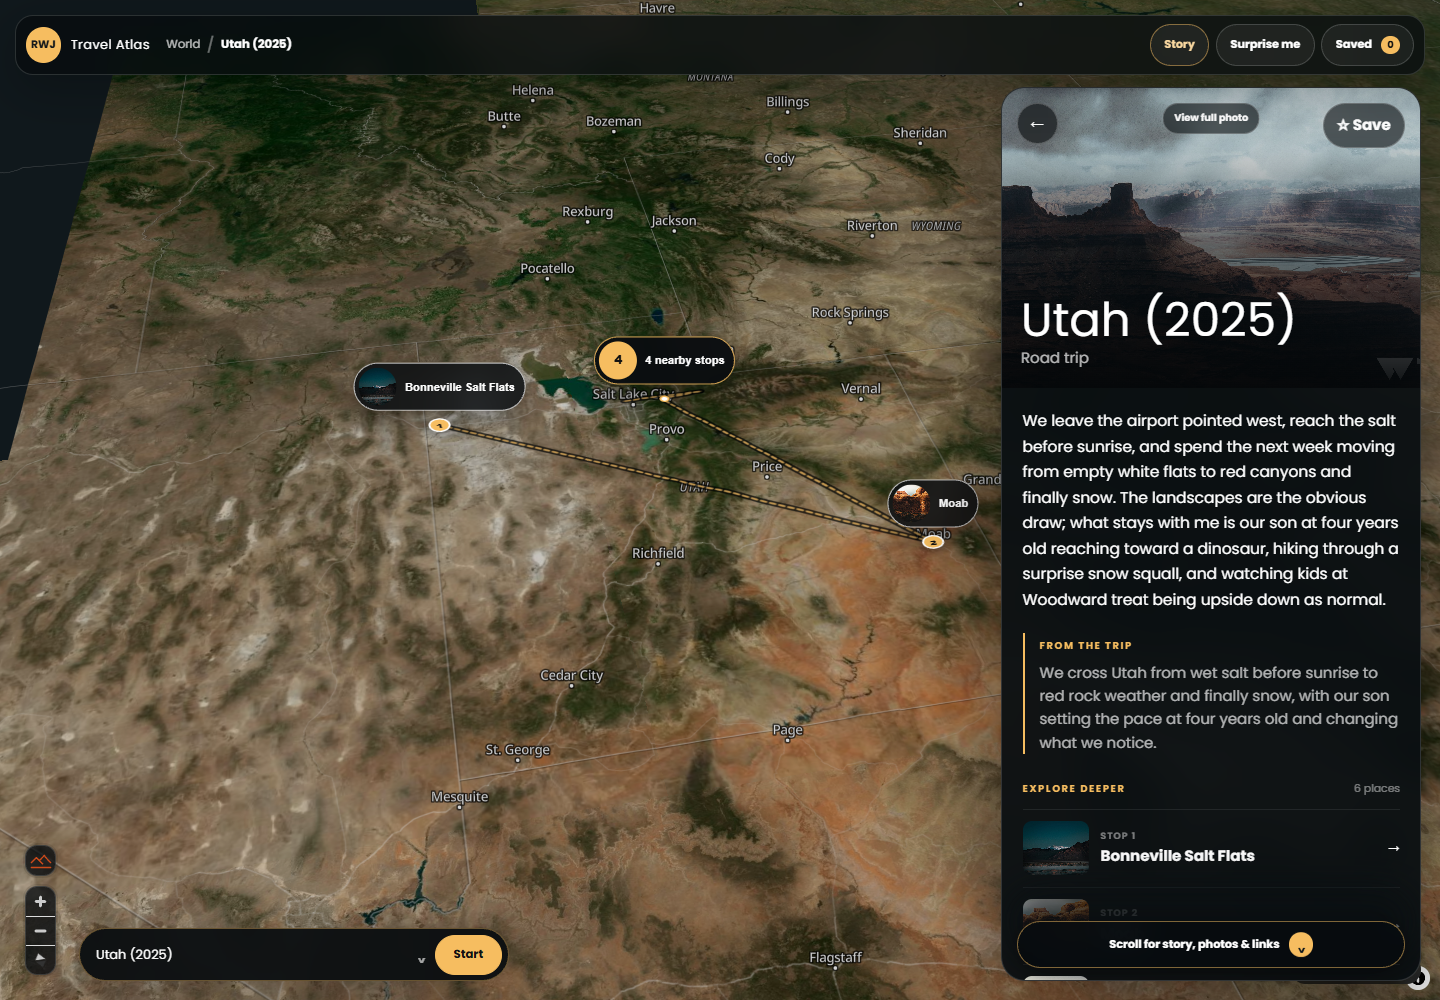 Havre
RWJ
Travel Atlas
World / Utah (2025)
Story
Surprise me
Saved 0
MONTANA
Helena
Billings
Butte
Bozeman
Sheridan
Cody
Rexburg
Jackson
Riverton
WYOMING
Pocatello
Rock Springs
4
4 nearby stops
Bonneville Salt Flats
Salt Lake City
Vernal
1
Provo
Price
UTAH
Grand
Moab
Moab
2
Richfield
Cedar City
Page
St. George
Mesquite
Flagstaff
+
−
Utah (2025)
v
Start
←
View full photo
☆ Save
Utah (2025)
Road trip
We leave the airport pointed west, reach the salt
before sunrise, and spend the next week moving
from empty white flats to red canyons and
finally snow. The landscapes are the obvious
draw; what stays with me is our son at four years
old reaching toward a dinosaur, hiking through a
surprise snow squall, and watching kids at
Woodward treat being upside down as normal.
FROM THE TRIP
We cross Utah from wet salt before sunrise to
red rock weather and finally snow, with our son
setting the pace at four years old and changing
what we notice.
EXPLORE DEEPER
6 places
STOP 1
Bonneville Salt Flats
→
STOP 2
Scroll for story, photos & links
v